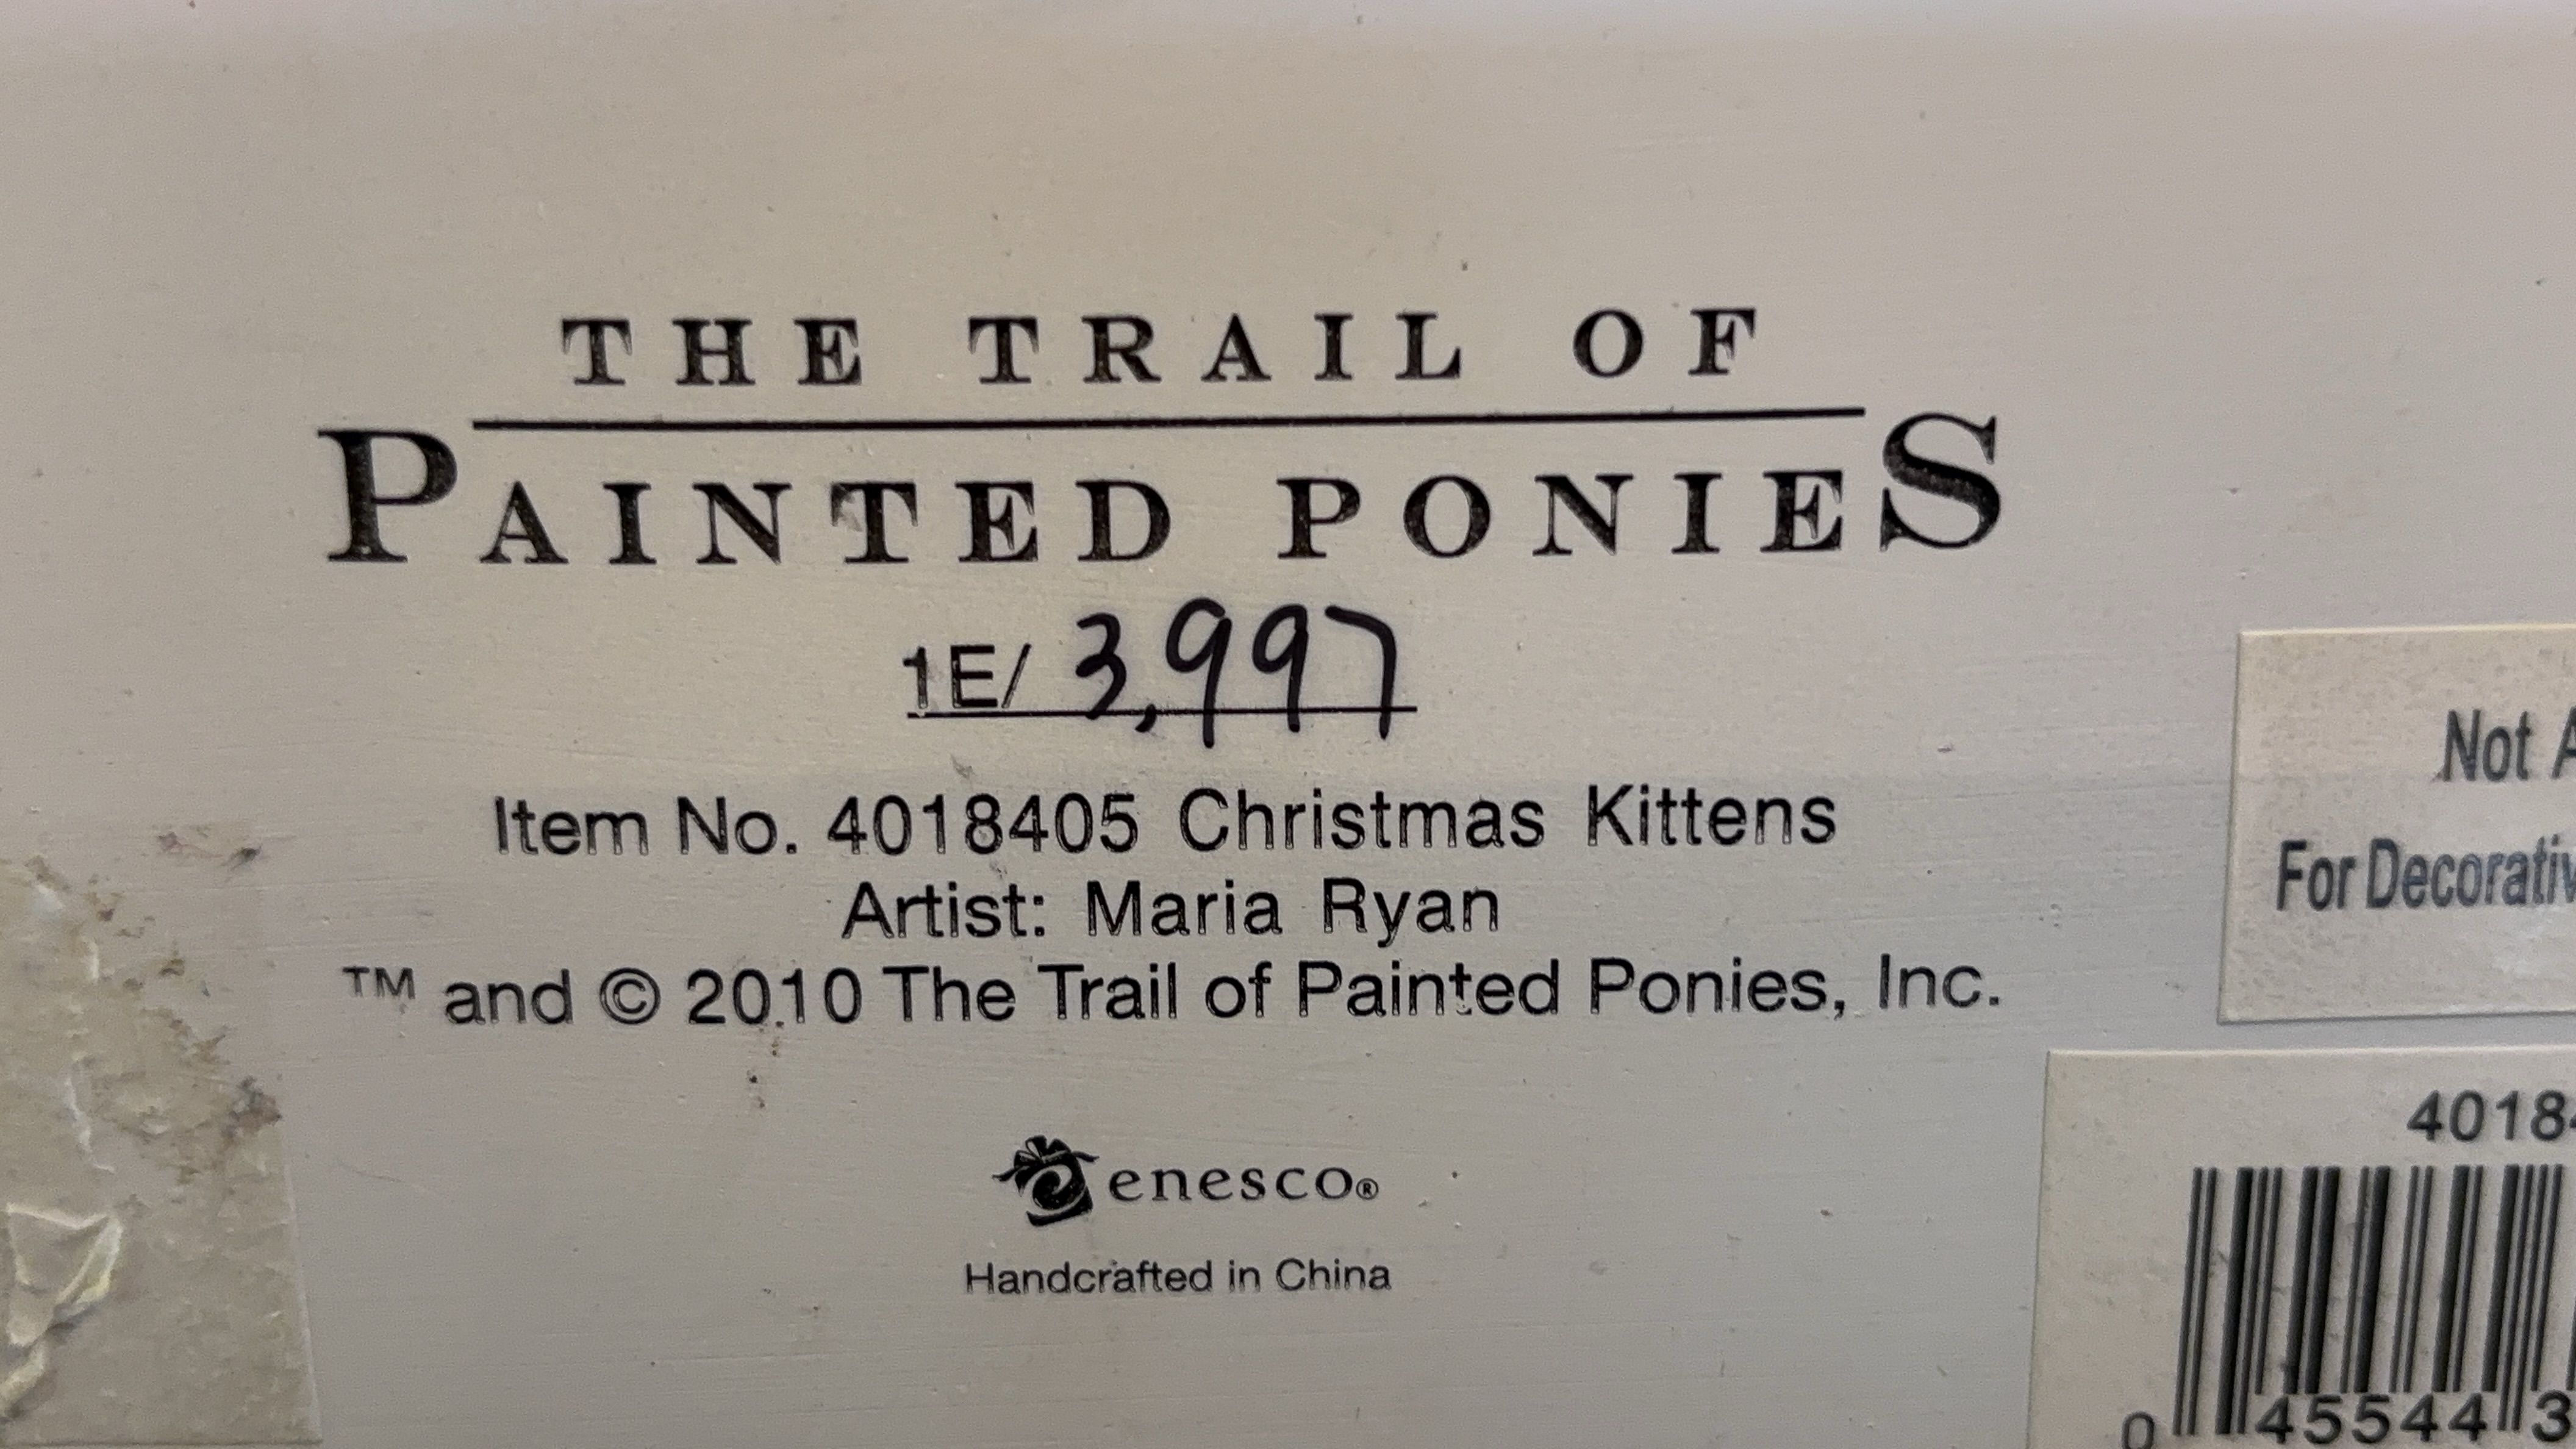 THE TRAIL OF
PAINTED PONIES
1E/ 3,997
Item No. 4018405 Christmas Kittens
Artist: Maria Ryan
™ and © 2010 The Trail of Painted Ponies, Inc.
enesco®
Handcrafted in China
Not
For
4018
0 45544 3